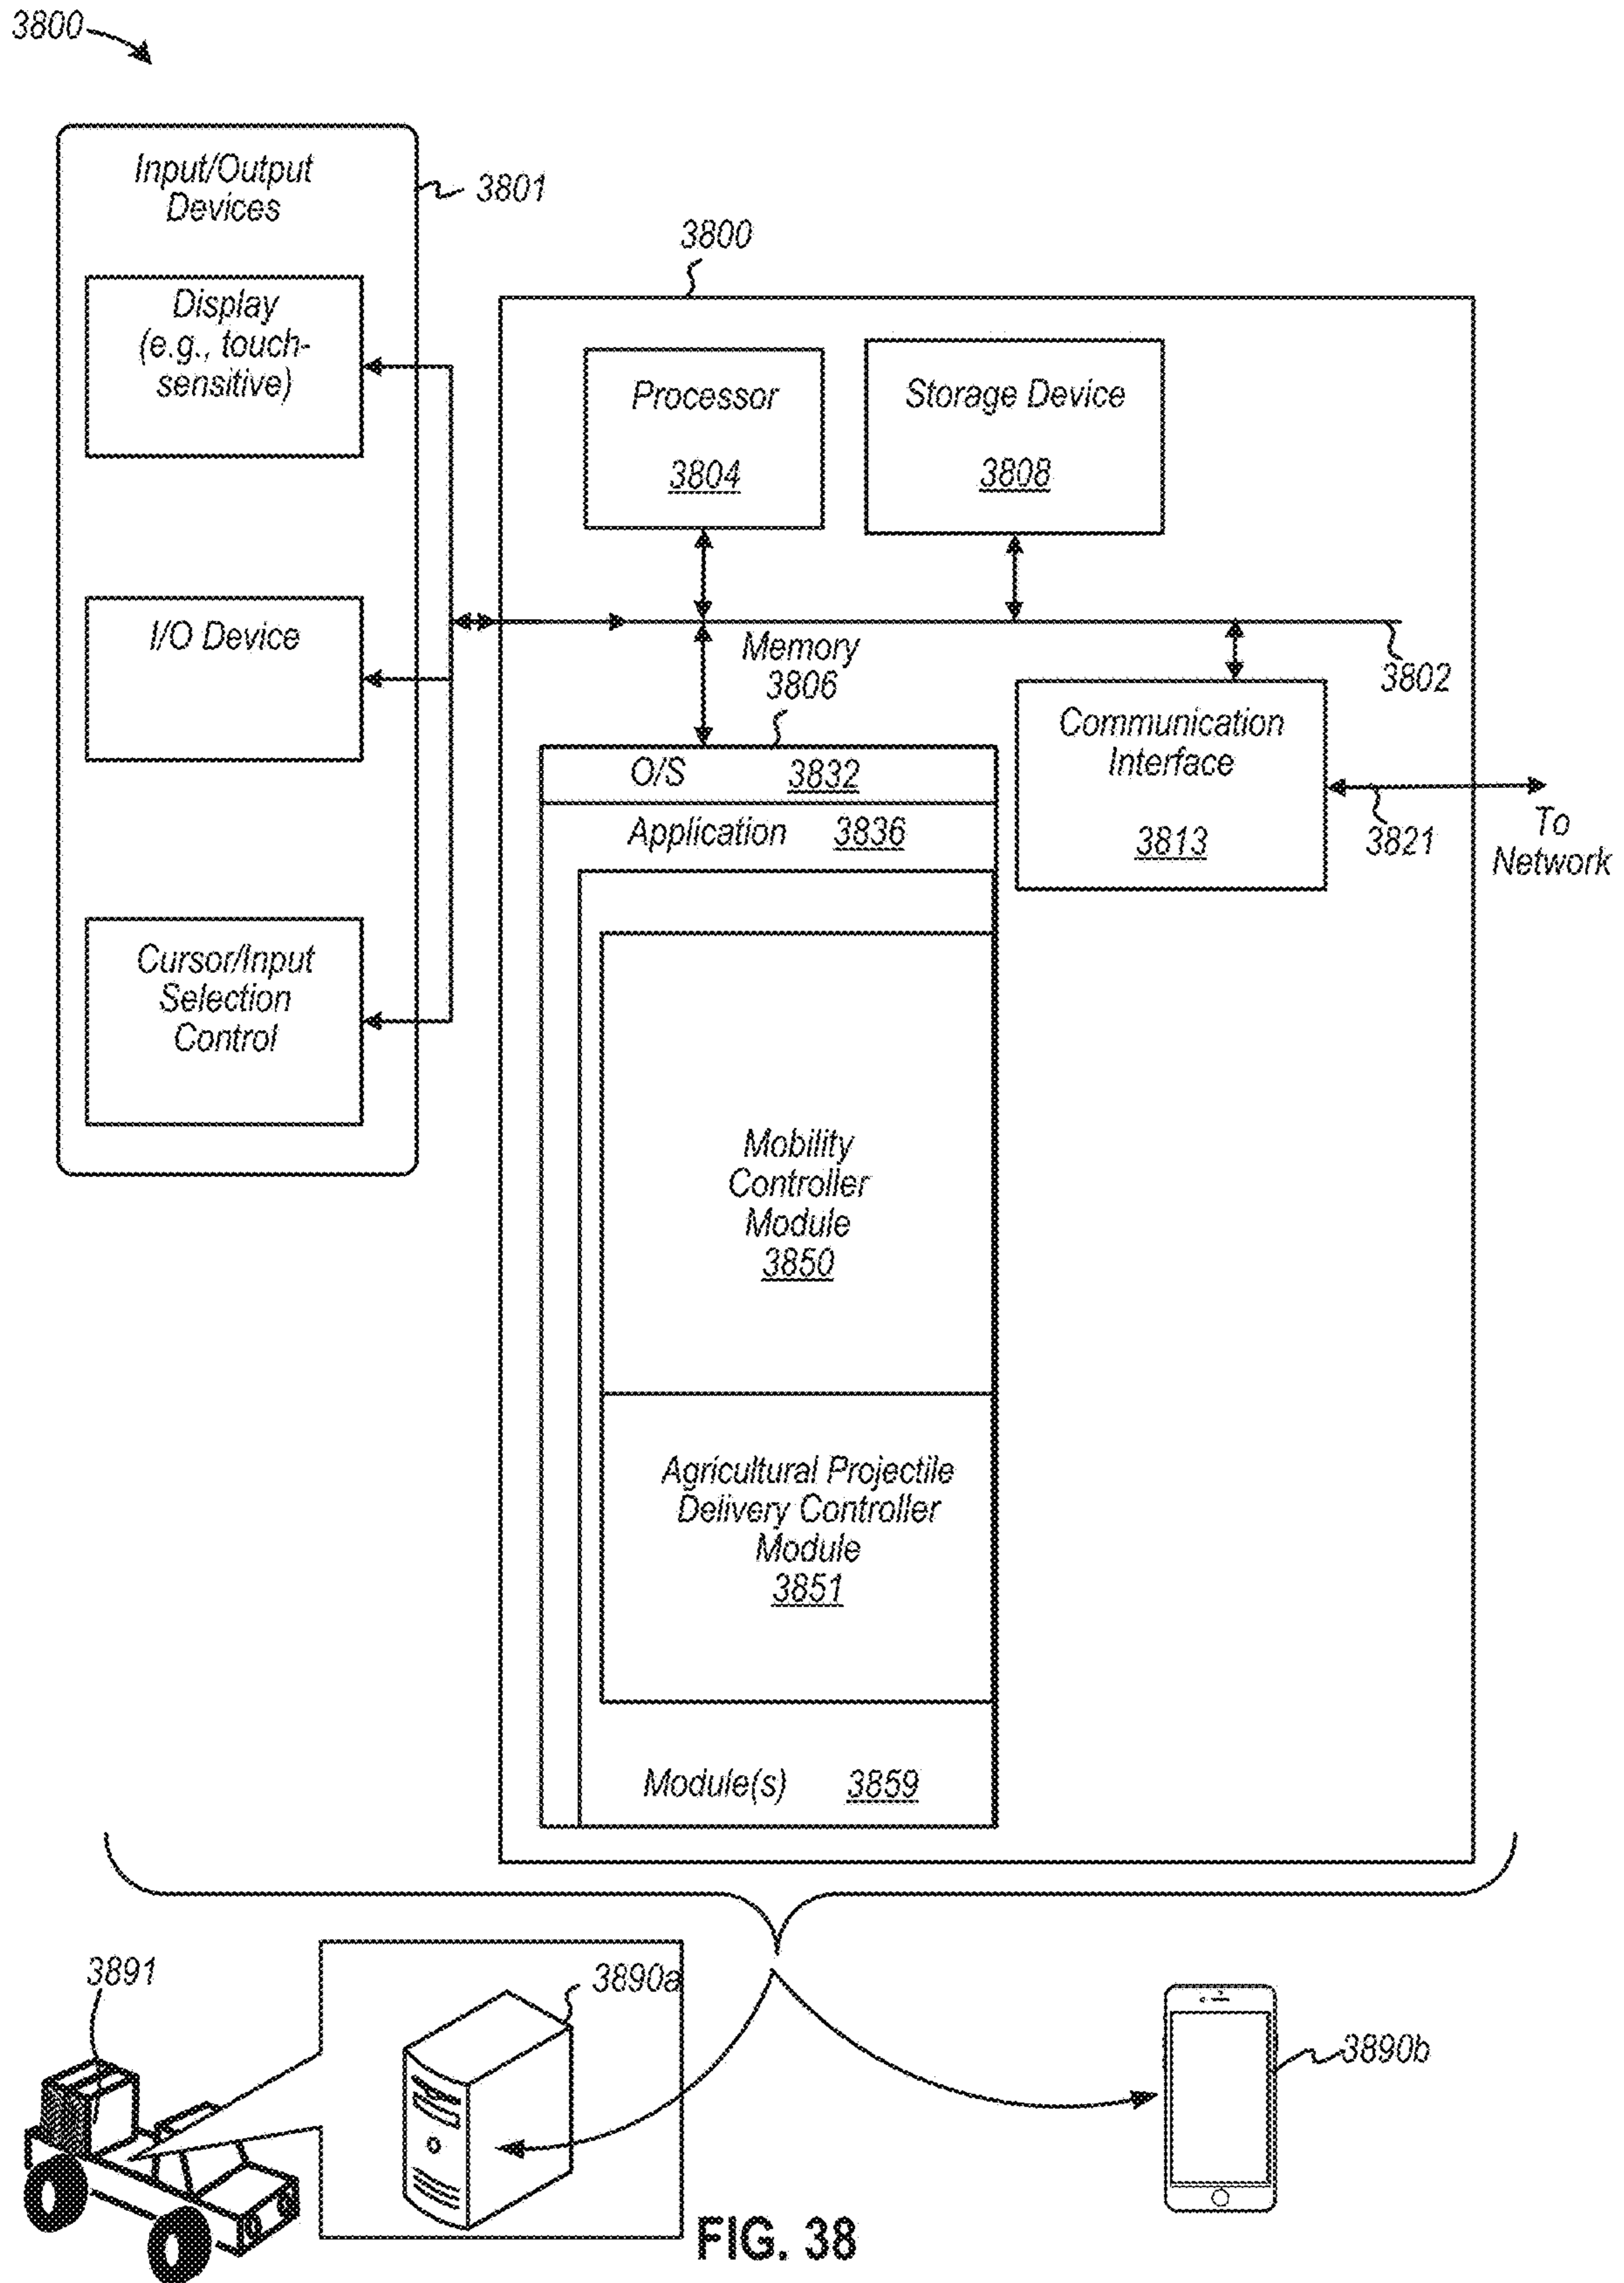 3800
Input/Output
Devices
3801
Display
(e.g., touch-
sensitive)
I/O Device
Cursor/Input
Selection
Control
3800
Processor
3804
Storage Device
3808
Memory
3806
3802
Communication
Interface
3813
3821
To
Network
O/S 3832
Application 3836
Mobility
Controller
Module
3850
Agricultural Projectile
Delivery Controller
Module
3851
Module(s) 3859
3891
3890a
3890b
FIG. 38